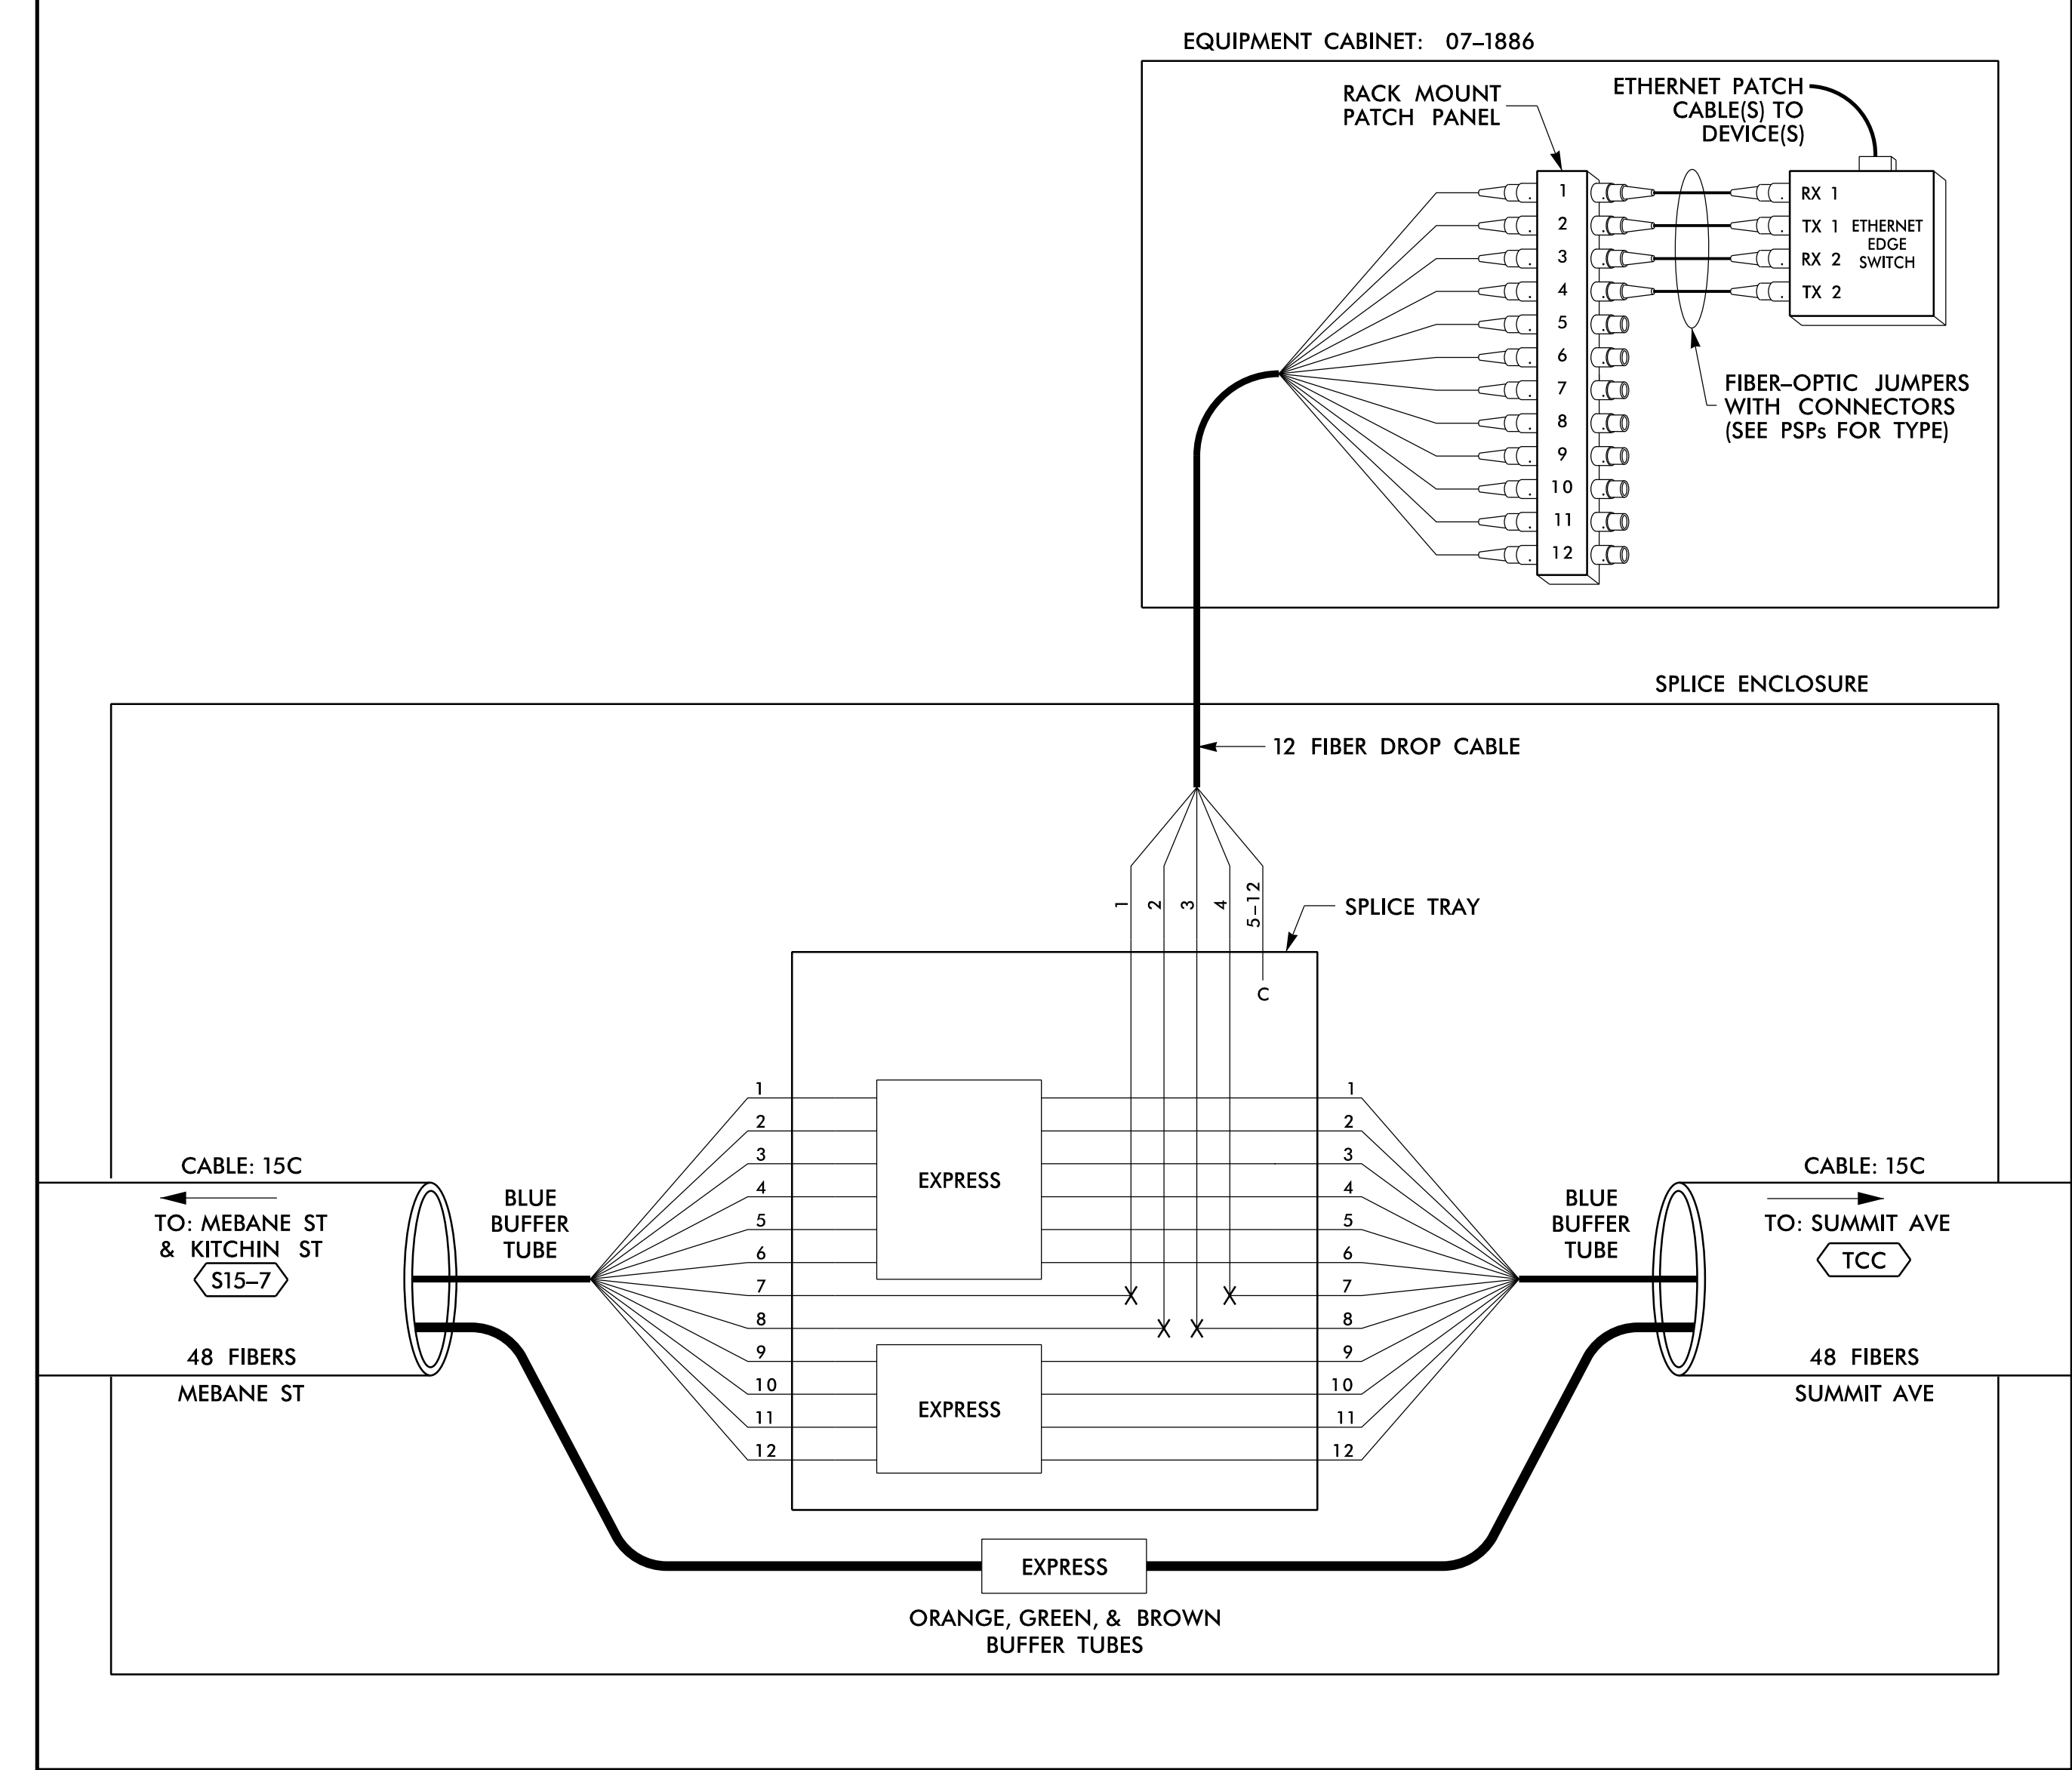 EQUIPMENT CABINET: 07–1886
RACK MOUNT
PATCH PANEL
ETHERNET PATCH
CABLE(S) TO
DEVICE(S)
1
2
3
4
5
6
7
8
9
10
11
12
RX 1
TX 1
RX 2
TX 2
ETHERNET
EDGE
SWITCH
FIBER–OPTIC JUMPERS
WITH CONNECTORS
(SEE PSPs FOR TYPE)
SPLICE ENCLOSURE
12 FIBER DROP CABLE
1
2
3
4
5–12
SPLICE TRAY
C
CABLE: 15C
TO: MEBANE ST
& KITCHIN ST
S15–7
48 FIBERS
MEBANE ST
BLUE
BUFFER
TUBE
1
2
3
4
5
6
7
8
9
10
11
12
EXPRESS
EXPRESS
X
X
X
X
1
2
3
4
5
6
7
8
9
10
11
12
BLUE
BUFFER
TUBE
CABLE: 15C
TO: SUMMIT AVE
TCC
48 FIBERS
SUMMIT AVE
EXPRESS
ORANGE, GREEN, & BROWN
BUFFER TUBES